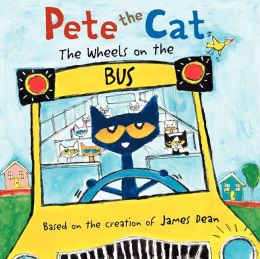 Pete the Cat
The Wheels on the
BUS
Based on the creation of James Dean